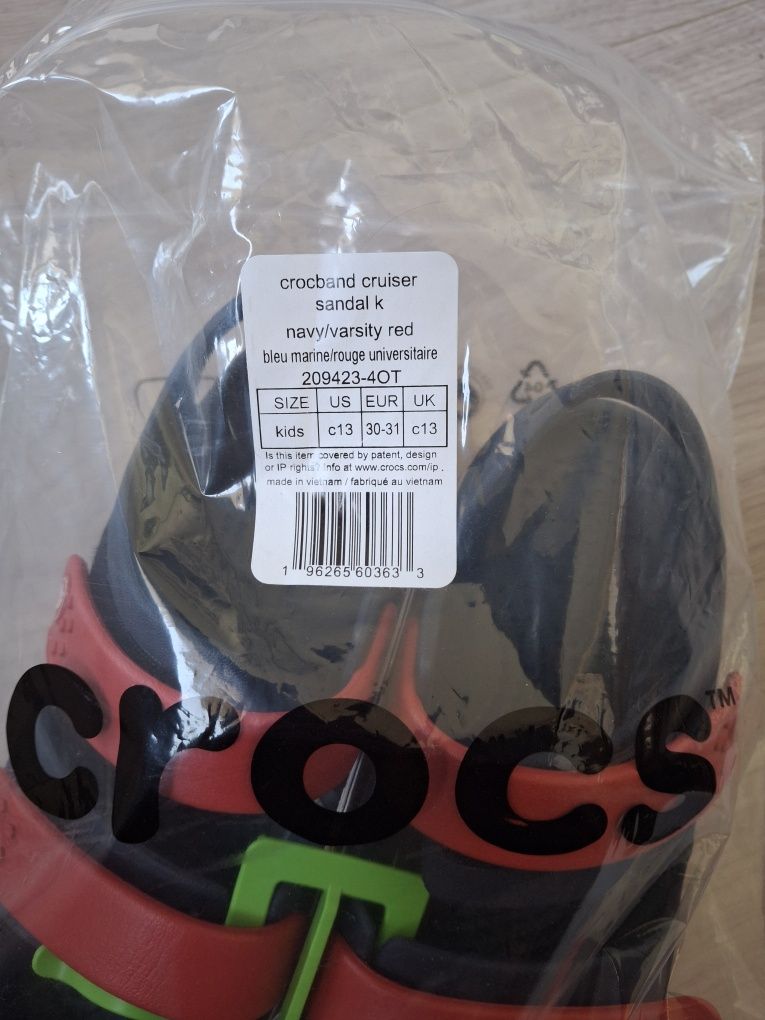 crocband cruiser
sandal k
navy/varsity red
bleu marine/rouge universitaire
209423-4OT
SIZE US EUR UK
kids c13 30-31 c13
Is this item covered by patent, design
or IP rights? Info at www.crocs.com/ip.
made in vietnam / fabriqué au vietnam
1 96265 60363 3
crocs™